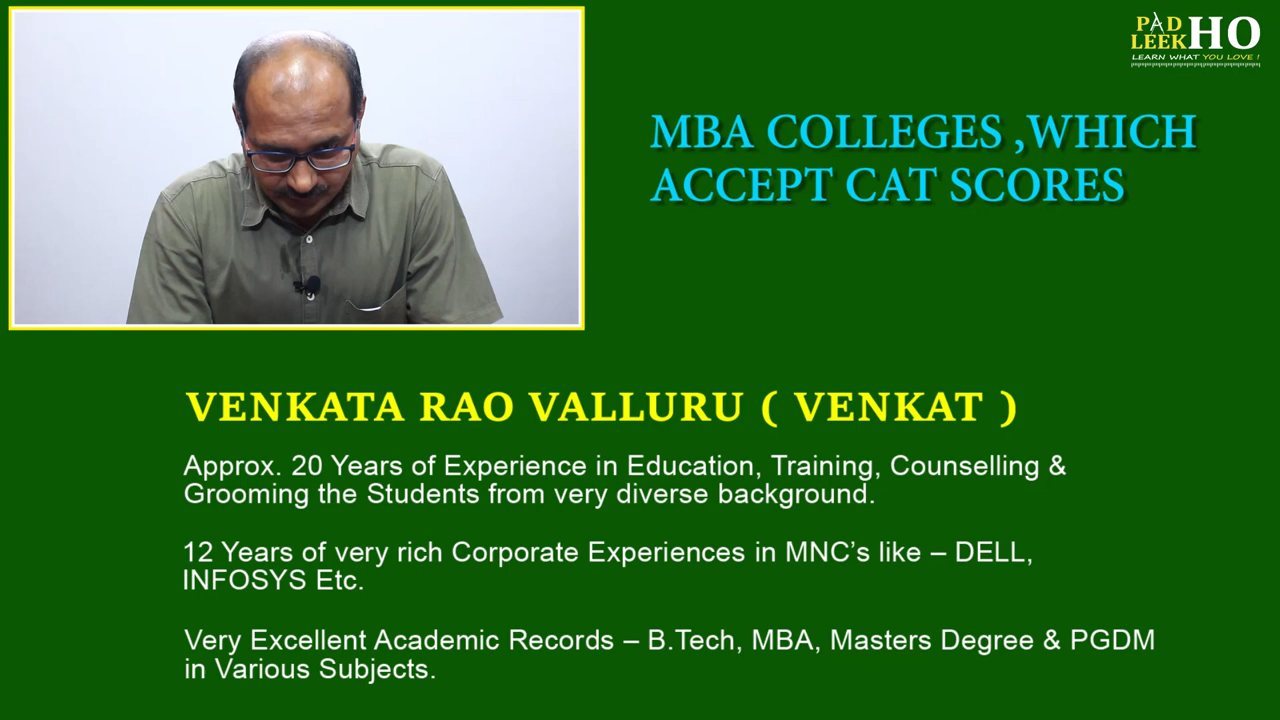 PAD
LEEK HO
LEARN WHAT YOU LOVE !
MBA COLLEGES ,WHICH
ACCEPT CAT SCORES
VENKATA RAO VALLURU ( VENKAT )
Approx. 20 Years of Experience in Education, Training, Counselling &
Grooming the Students from very diverse background.
12 Years of very rich Corporate Experiences in MNC’s like – DELL,
INFOSYS Etc.
Very Excellent Academic Records – B.Tech, MBA, Masters Degree & PGDM
in Various Subjects.